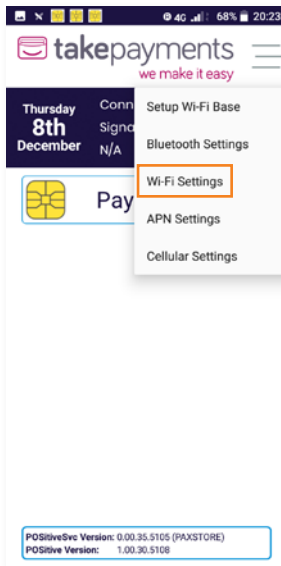 4G 68% 20:23
takepayments
we make it easy
Thursday
8th
December
Conn
Signa
N/A
Setup Wi-Fi Base
Bluetooth Settings
Wi-Fi Settings
APN Settings
Cellular Settings
Pay
POSitiveSvc Version: 0.00.35.5105 (PAXSTORE)
POSitive Version: 1.00.30.5108